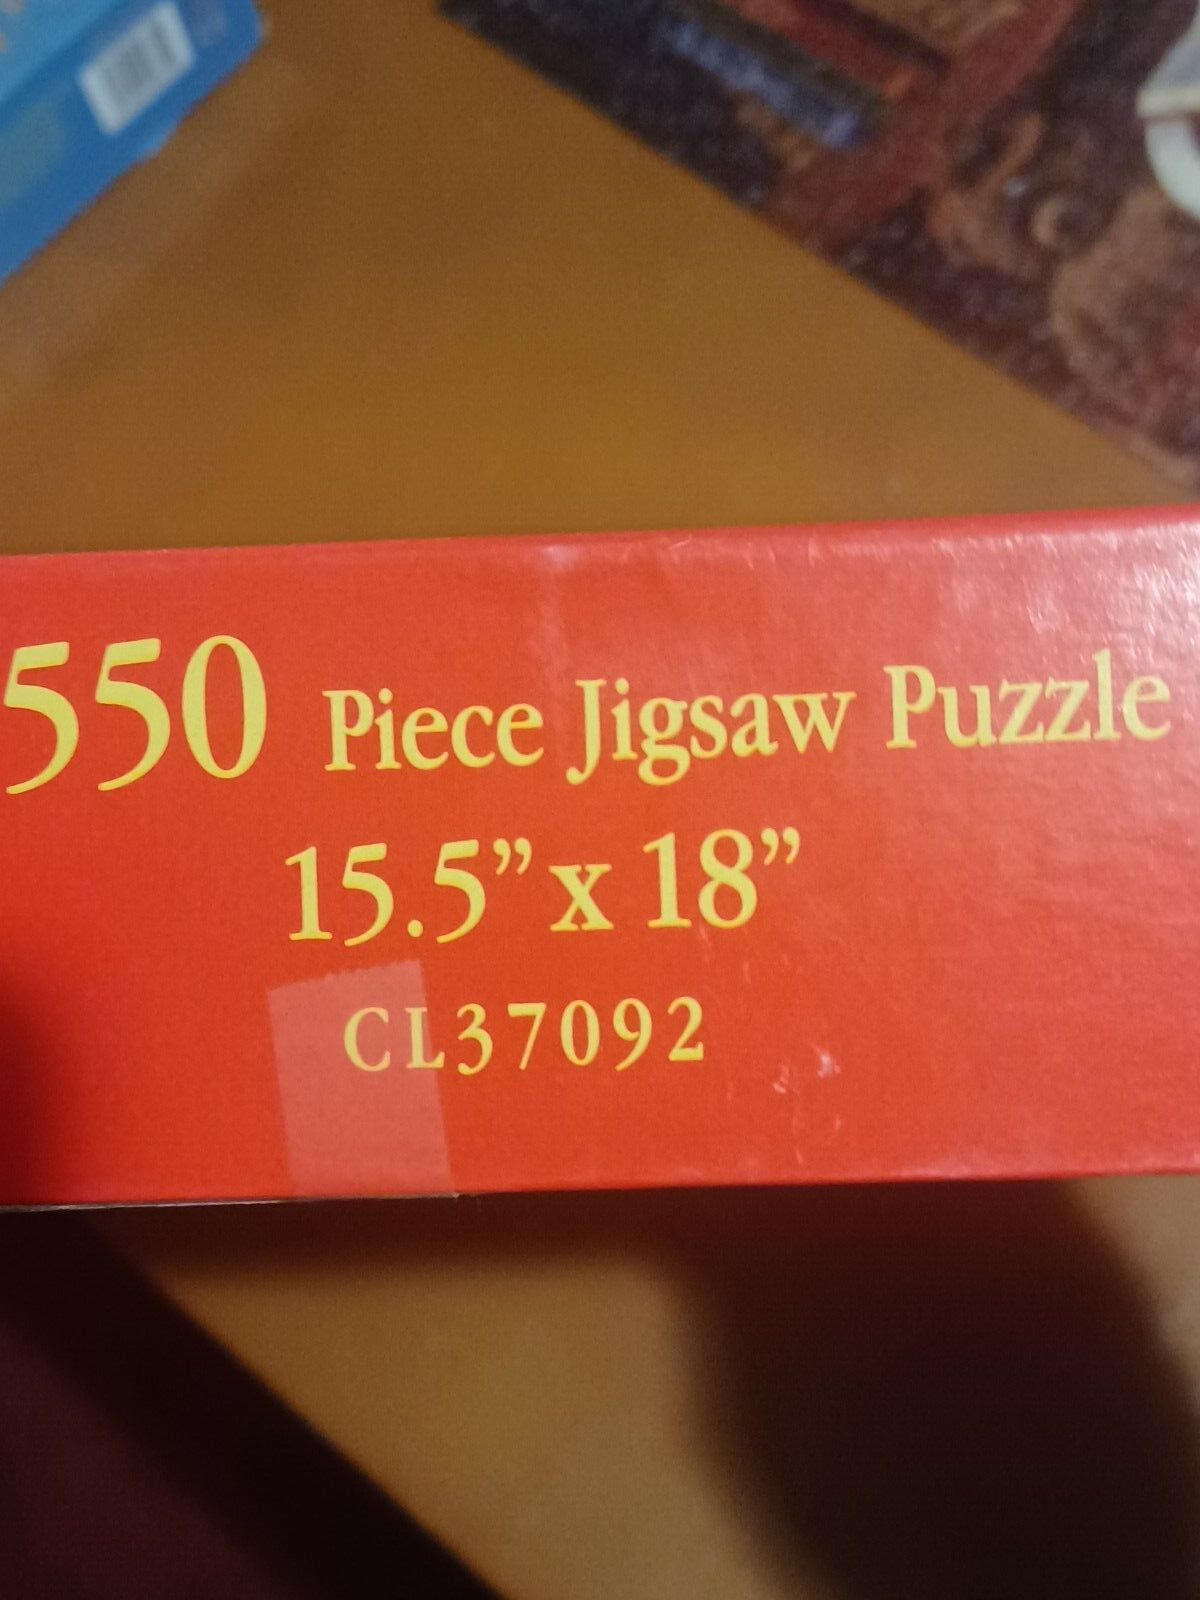 550 Piece Jigsaw Puzzle
15.5” x 18”
CL37092